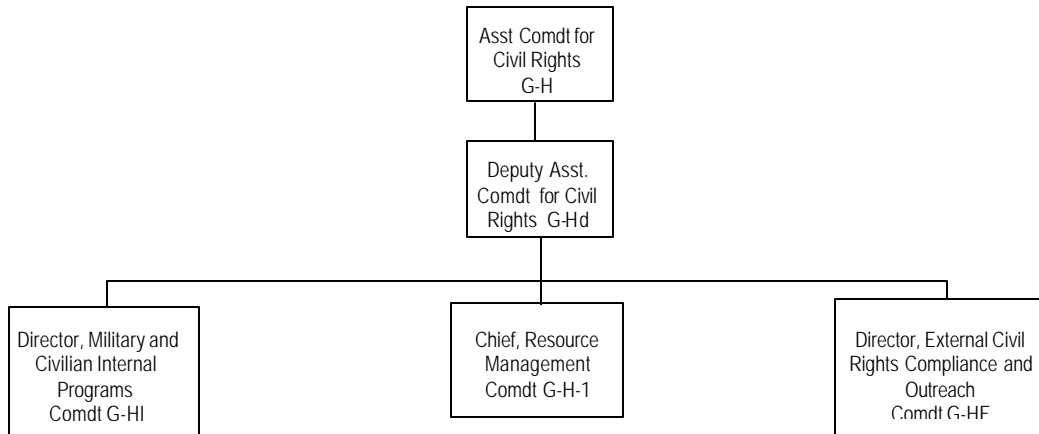 Asst Comdt for
Civil Rights
G-H
Deputy Asst.
Comdt for Civil
Rights G-Hd
Director, Military and
Civilian Internal
Programs
Comdt G-HI
Chief, Resource
Management
Comdt G-H-1
Director, External Civil
Rights Compliance and
Outreach
Comdt